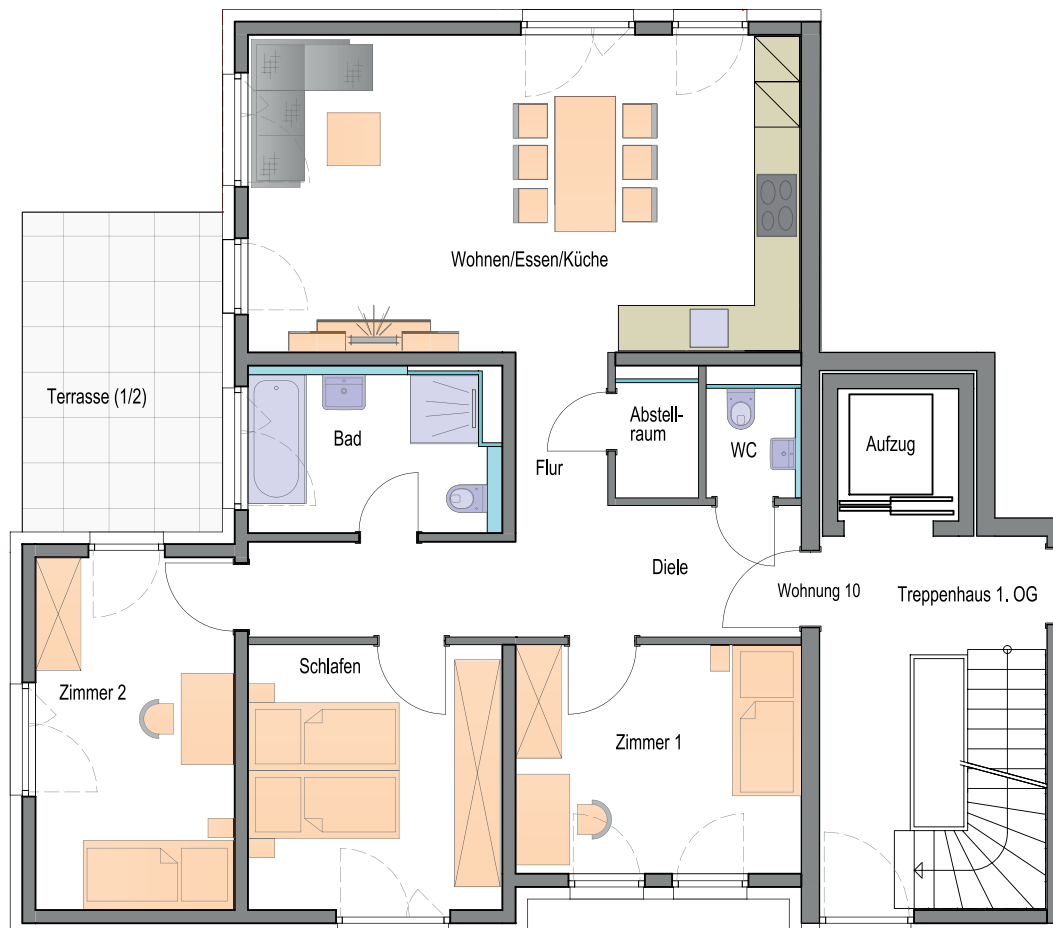 Wohnen/Essen/Küche
Terrasse (1/2)
Bad
Abstell-
raum
WC
Aufzug
Flur
Diele
Wohnung 10
Treppenhaus 1. OG
Schlafen
Zimmer 2
Zimmer 1